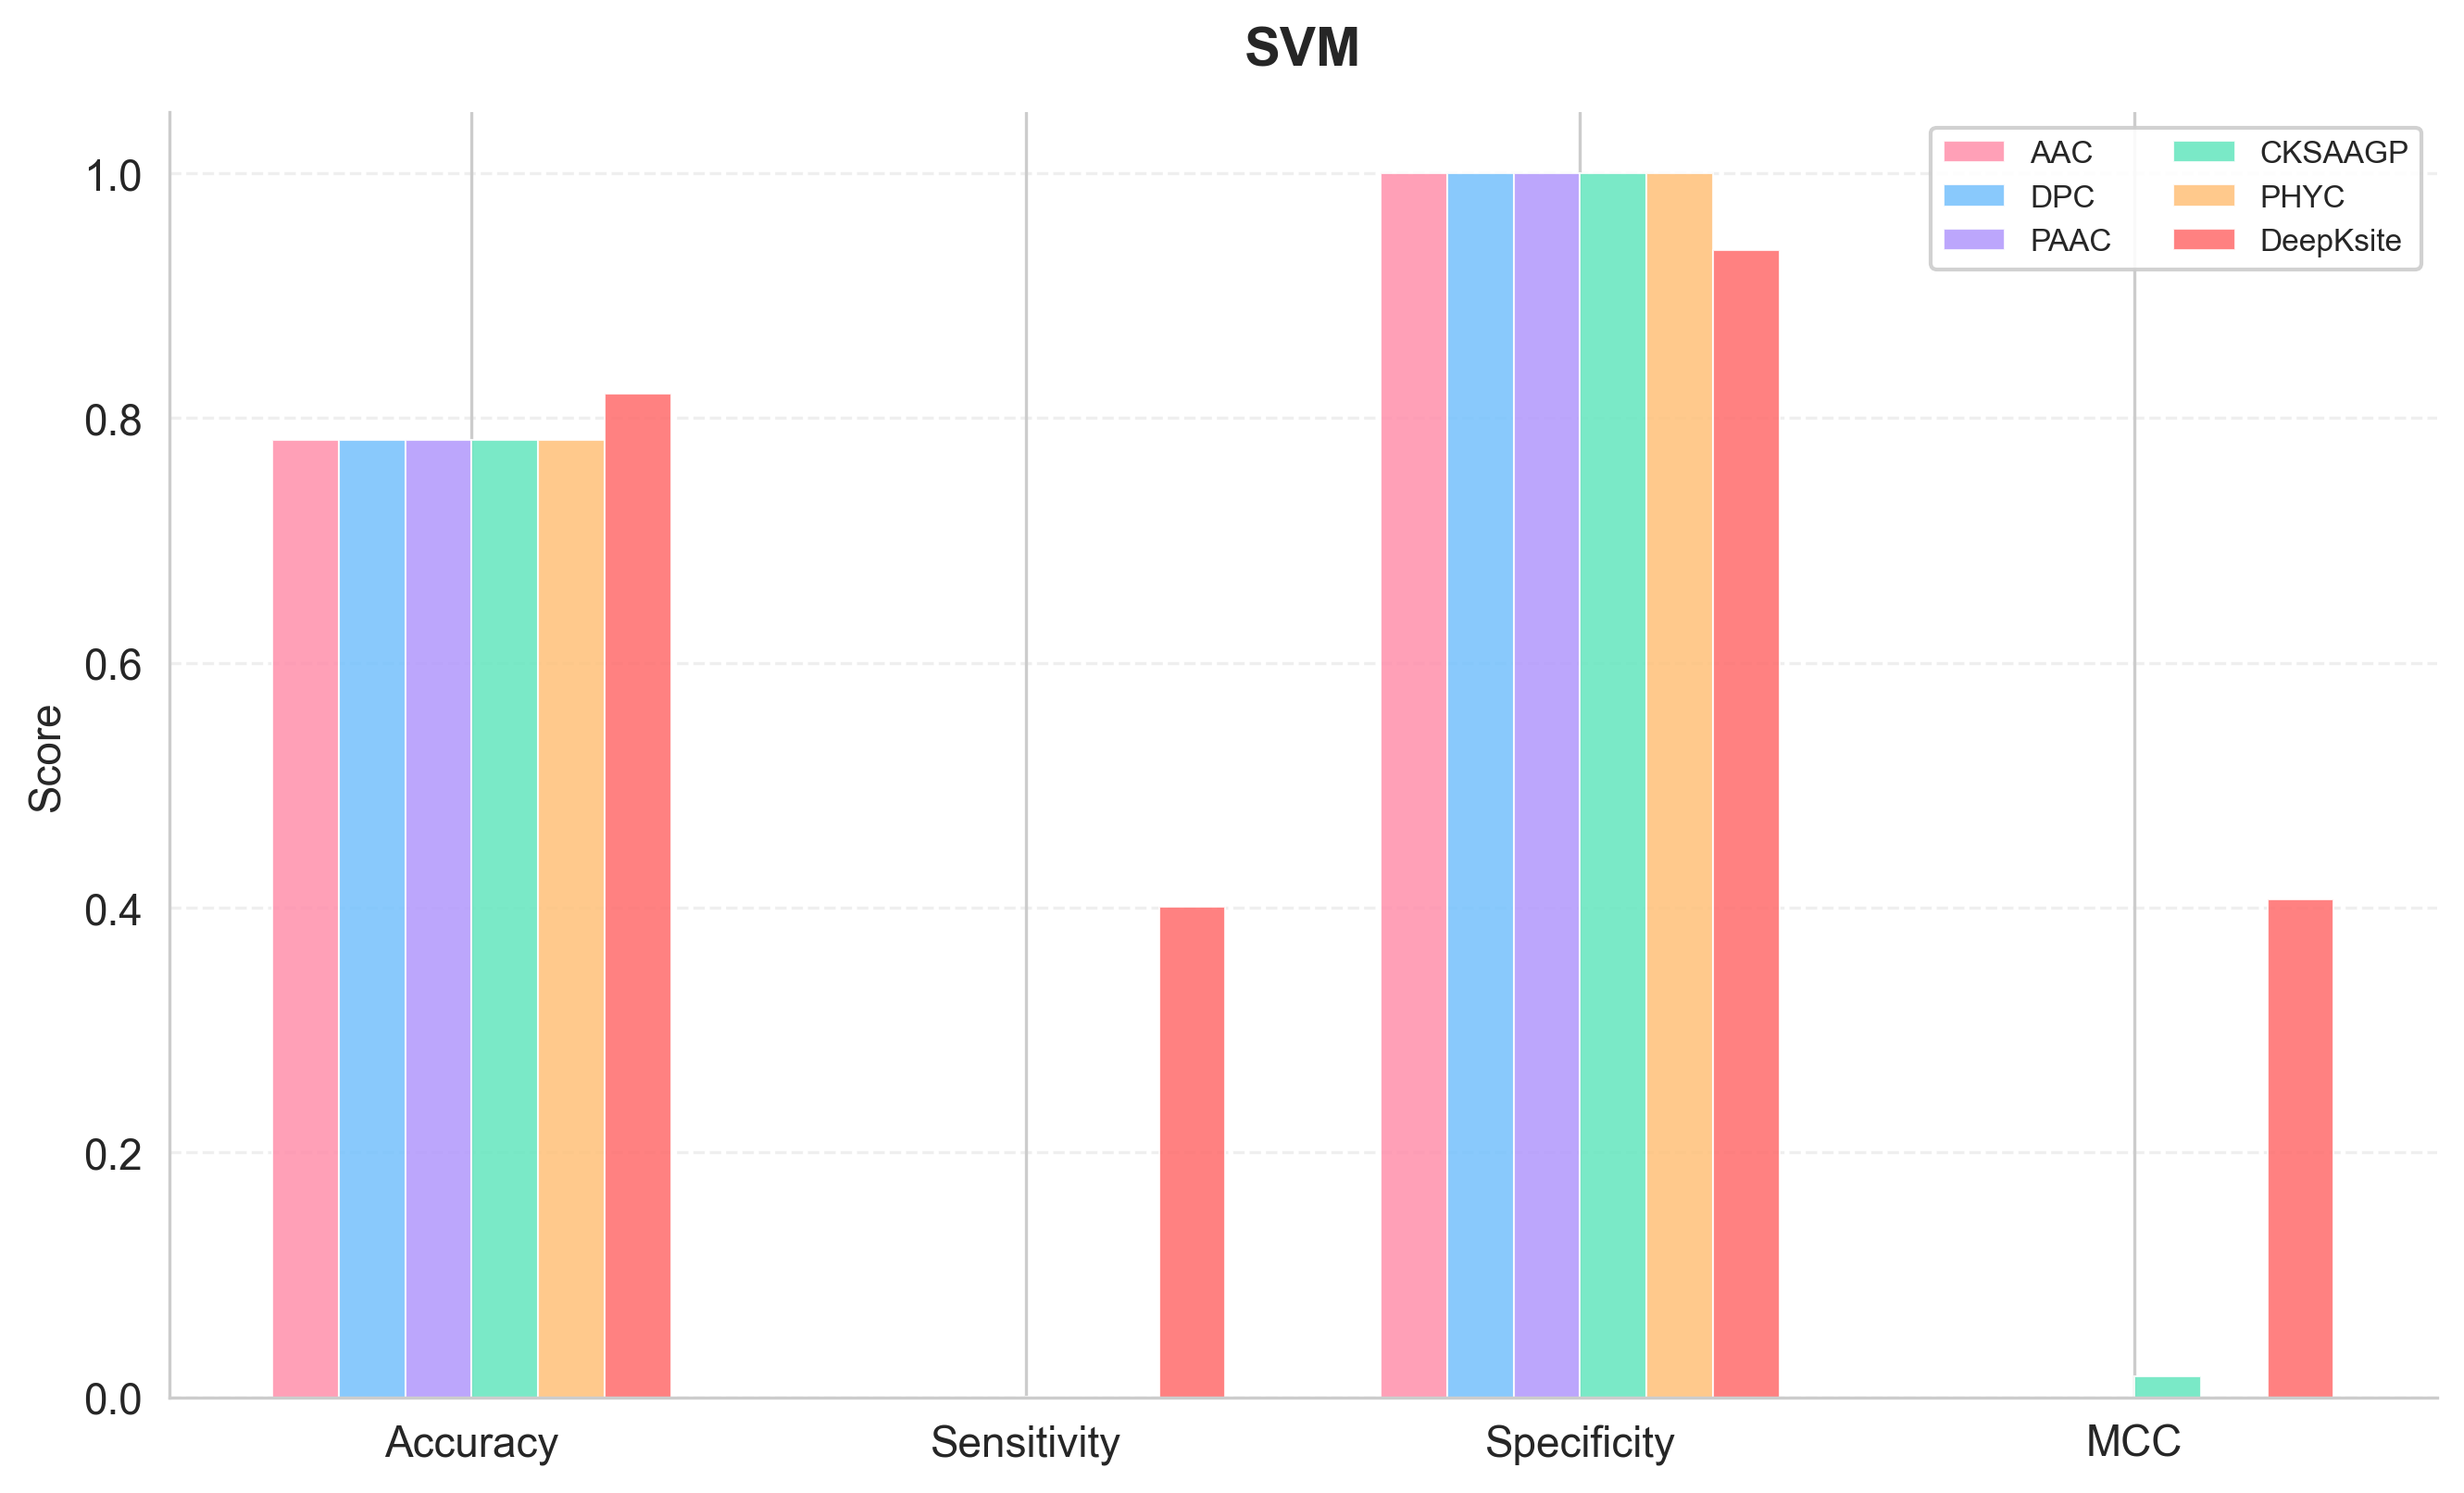 SVM
AAC
DPC
PAAC
CKSAAGP
PHYC
DeepKsite
Score
1.0
0.8
0.6
0.4
0.2
0.0
Accuracy
Sensitivity
Specificity
MCC